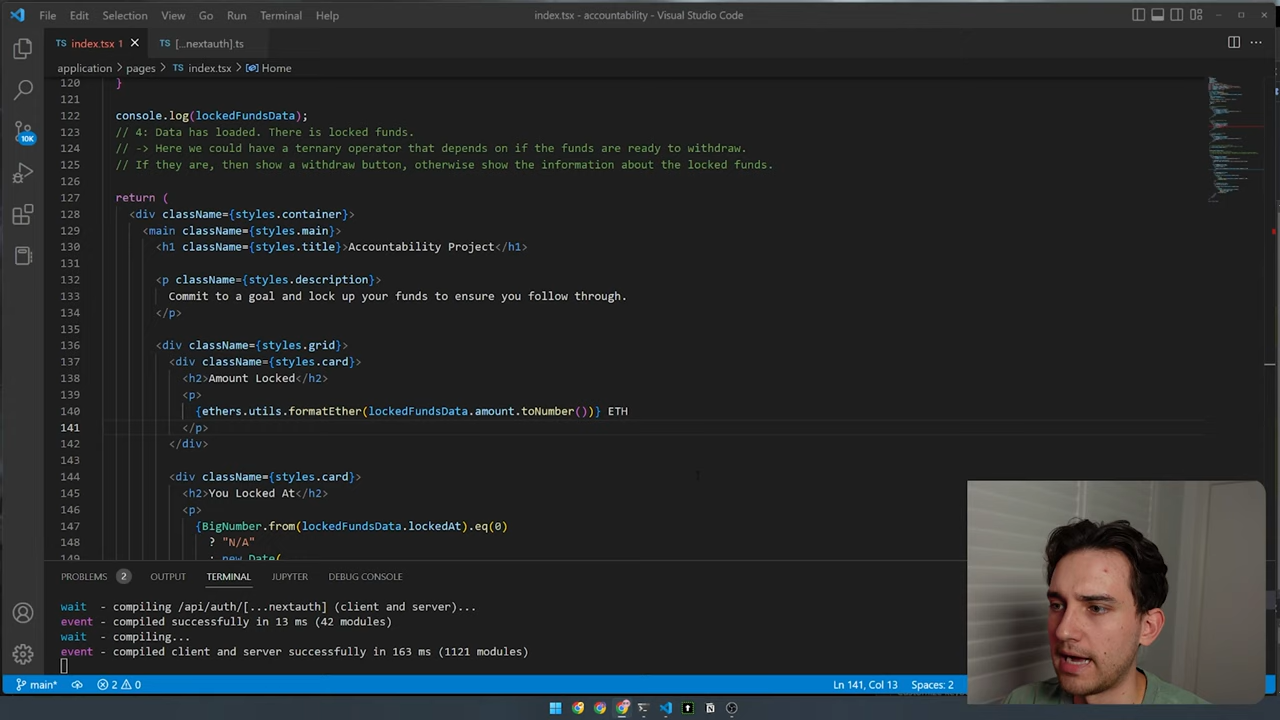 File Edit Selection View Go Run Terminal Help
index.tsx - accountability - Visual Studio Code
TS index.tsx 1
TS [...nextauth].ts
application > pages > TS index.tsx > Home
120 }
121
122 console.log(lockedFundsData);
123 // 4: Data has loaded. There is locked funds.
124 // -> Here we could have a ternary operator that depends on if the funds are ready to withdraw.
125 // If they are, then show a withdraw button, otherwise show the information about the locked funds.
126
127 return (
128 <div className={styles.container}>
129 <main className={styles.main}>
130 <h1 className={styles.title}>Accountability Project</h1>
131
132 <p className={styles.description}>
133 Commit to a goal and lock up your funds to ensure you follow through.
134 </p>
135
136 <div className={styles.grid}>
137 <div className={styles.card}>
138 <h2>Amount Locked</h2>
139 <p>
140 {ethers.utils.formatEther(lockedFundsData.amount.toNumber())} ETH
141 </p>
142 </div>
143
144 <div className={styles.card}>
145 <h2>You Locked At</h2>
146 <p>
147 {BigNumber.from(lockedFundsData.lockedAt).eq(0)
148 ? "N/A"
149 : new Date(
10K
PROBLEMS 2 OUTPUT TERMINAL JUPYTER DEBUG CONSOLE
wait - compiling /api/auth/[...nextauth] (client and server)...
event - compiled successfully in 13 ms (42 modules)
wait - compiling...
event - compiled client and server successfully in 163 ms (1121 modules)
main* 2 0 Ln 141, Col 13 Spaces: 2